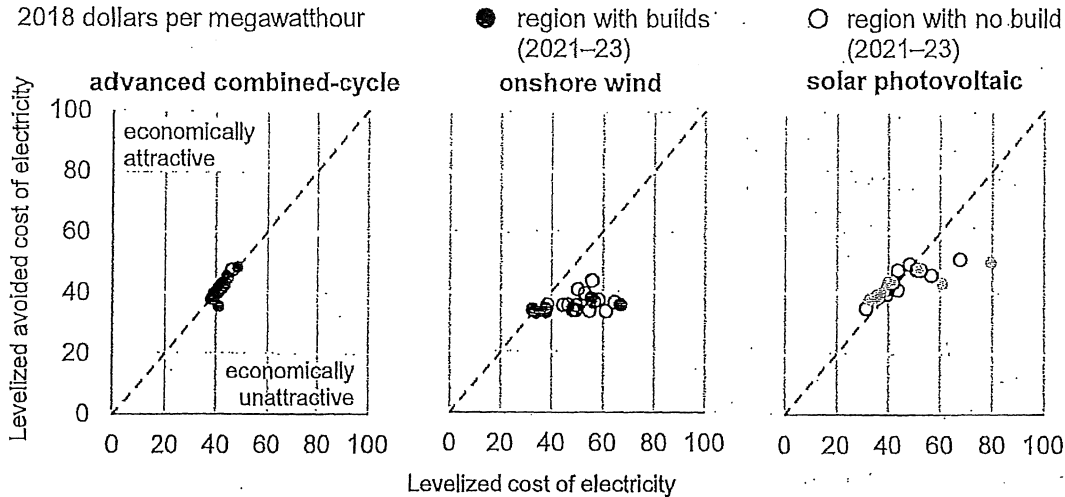 2018 dollars per megawatthour
region with builds
(2021–23)
region with no build
(2021–23)
advanced combined-cycle
onshore wind
solar photovoltaic
Levelized avoided cost of electricity
100
80
60
40
20
0
economically
attractive
economically
unattractive
0 20 40 60 80 100
0 20 40 60 80 100
0 20 40 60 80 100
Levelized cost of electricity